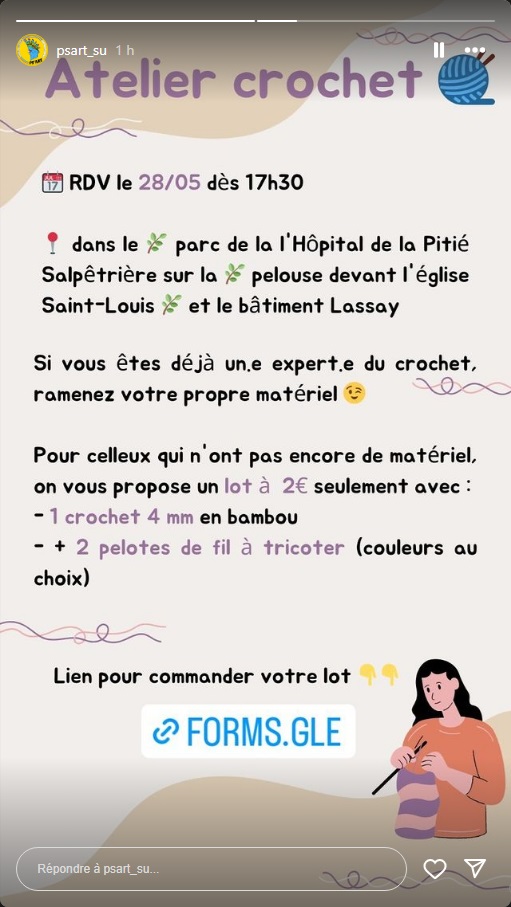 psart_su 1 h
Atelier crochet
RDV le 28/05 dès 17h30
dans le 🌿 parc de la l'Hôpital de la Pitié
Salpêtrière sur la 🌿 pelouse devant l'église
Saint-Louis 🌿 et le bâtiment Lassay
Si vous êtes déjà un.e expert.e du crochet,
ramenez votre propre matériel 😉
Pour celleux qui n'ont pas encore de matériel,
on vous propose un lot à 2€ seulement avec :
- 1 crochet 4 mm en bambou
- + 2 pelotes de fil à tricoter (couleurs au
choix)
Lien pour commander votre lot 👇👇
FORMS.GLE
Répondre à psart_su...